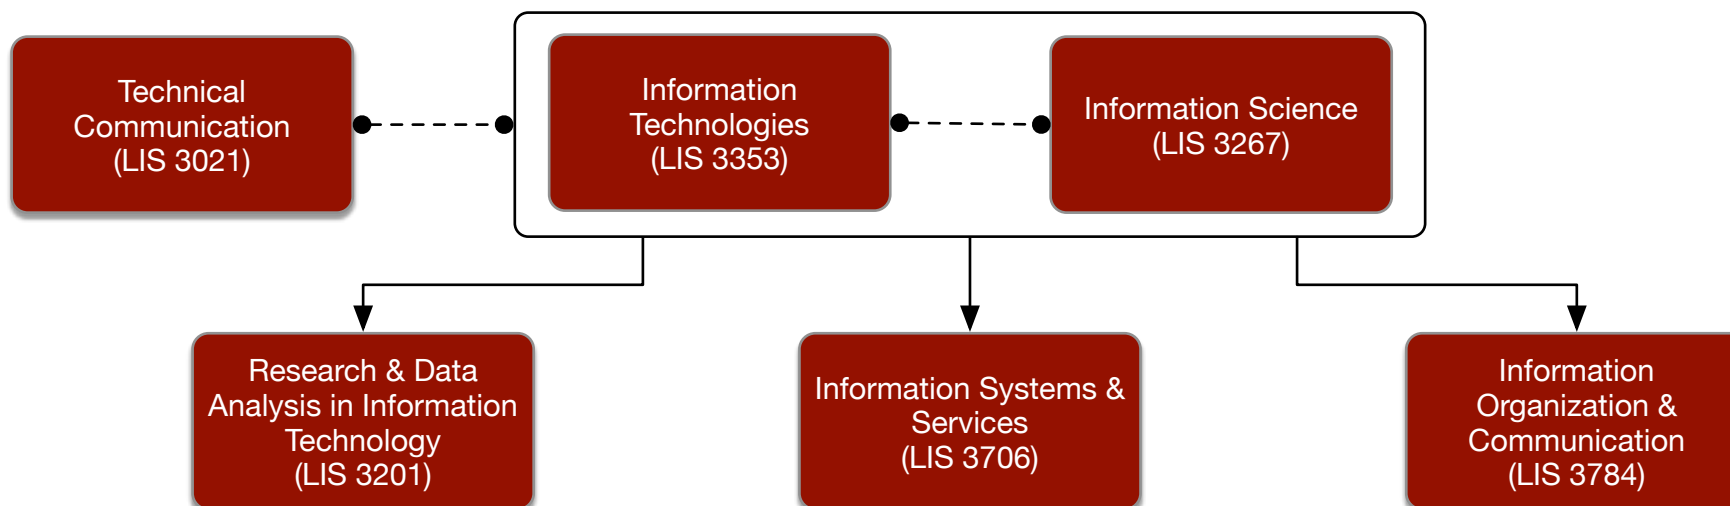 Technical
Communication
(LIS 3021)
Information
Technologies
(LIS 3353)
Information Science
(LIS 3267)
Research & Data
Analysis in Information
Technology
(LIS 3201)
Information Systems &
Services
(LIS 3706)
Information
Organization &
Communication
(LIS 3784)